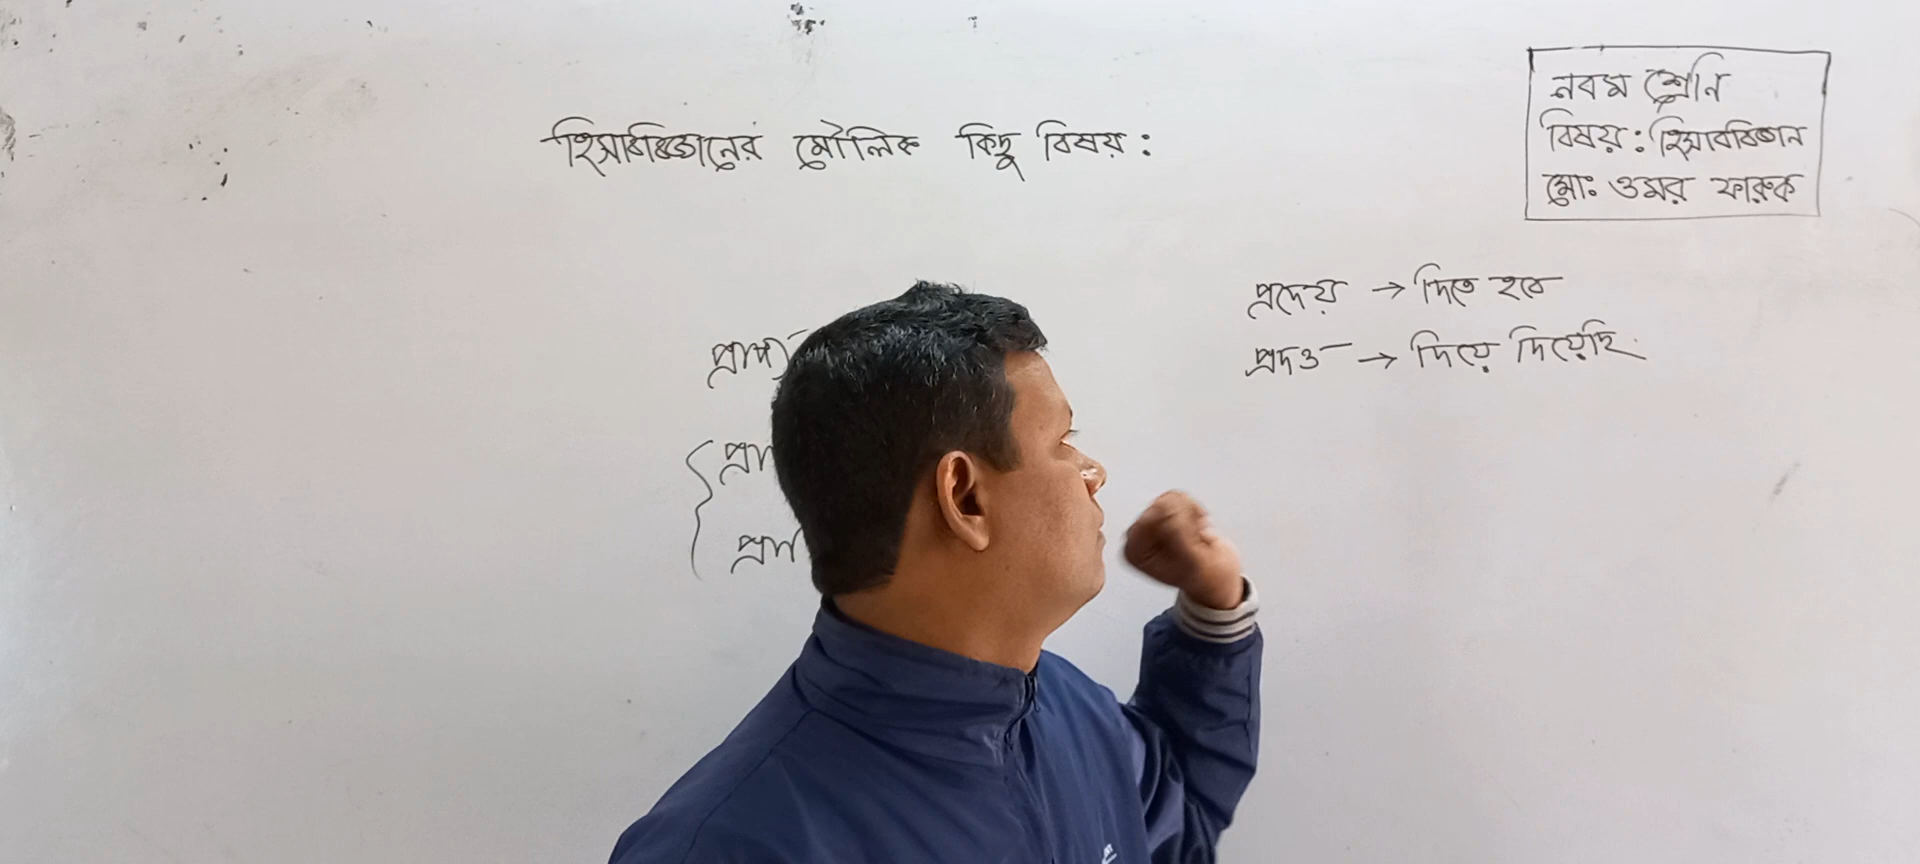 নবম শ্রেনি
বিষয় : হিসাববিজ্ঞান
মোঃ ওমর ফারুক
হিসাববিজ্ঞানের মৌলিক কিছু বিষয় :
প্রদেয় → দিতে হবে
প্রদত্ত → দিয়ে দিয়েছি
প্রাপ্য